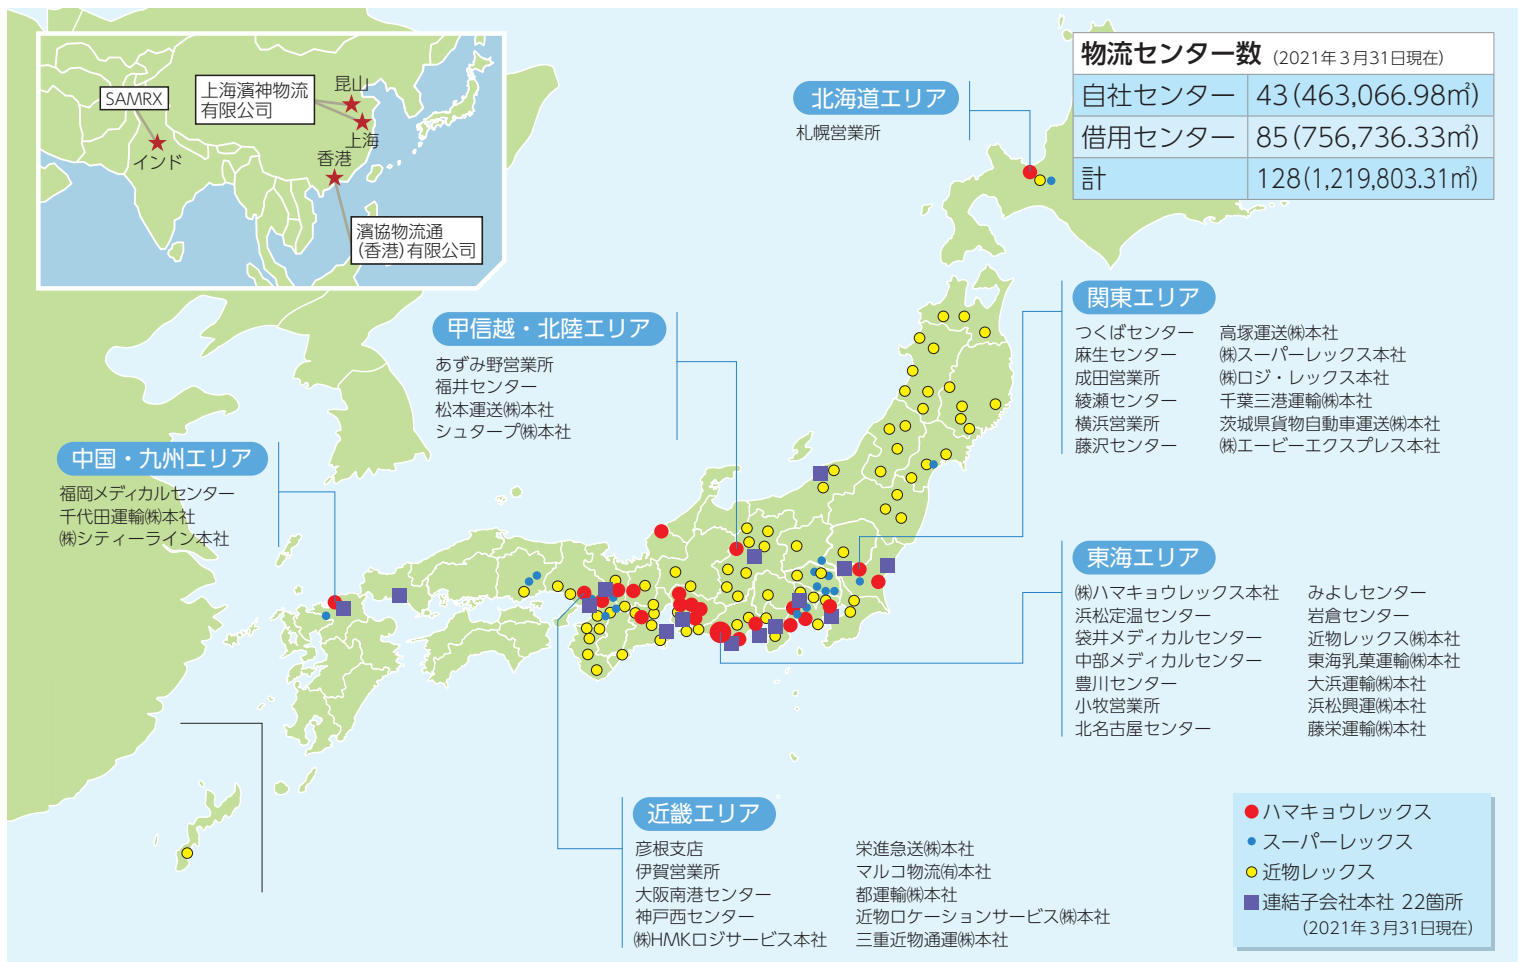 SAMRX
上海濱神物流
有限公司
昆山
上海
インド
香港
濱協物流通
(香港)有限公司
物流センター数 (2021年3月31日現在)
自社センター 43(463,066.98㎡)
借用センター 85(756,736.33㎡)
計 128(1,219,803.31㎡)
北海道エリア
札幌営業所
関東エリア
つくばセンター 高塚運送㈱本社
麻生センター ㈱スーパーレックス本社
成田営業所 ㈱ロジ・レックス本社
綾瀬センター 千葉三港運輸㈱本社
横浜営業所 茨城県貨物自動車運送㈱本社
藤沢センター ㈱エービーエクスプレス本社
甲信越・北陸エリア
あずみ野営業所
福井センター
松本運送㈱本社
シュタープ㈱本社
中国・九州エリア
福岡メディカルセンター
千代田運輸㈱本社
㈱シティーライン本社
東海エリア
㈱ハマキョウレックス本社 みよしセンター
浜松定温センター 岩倉センター
袋井メディカルセンター 近物レックス㈱本社
中部メディカルセンター 東海乳菓運輸㈱本社
豊川センター 大浜運輸㈱本社
小牧営業所 浜松興運㈱本社
北名古屋センター 藤栄運輸㈱本社
近畿エリア
彦根支店 栄進急送㈱本社
伊賀営業所 マルコ物流㈲本社
大阪南港センター 都運輸㈱本社
神戸西センター 近物ロケーションサービス㈱本社
㈱HMKロジサービス本社 三重近物通運㈱本社
ハマキョウレックス
スーパーレックス
近物レックス
連結子会社本社 22箇所
(2021年3月31日現在)